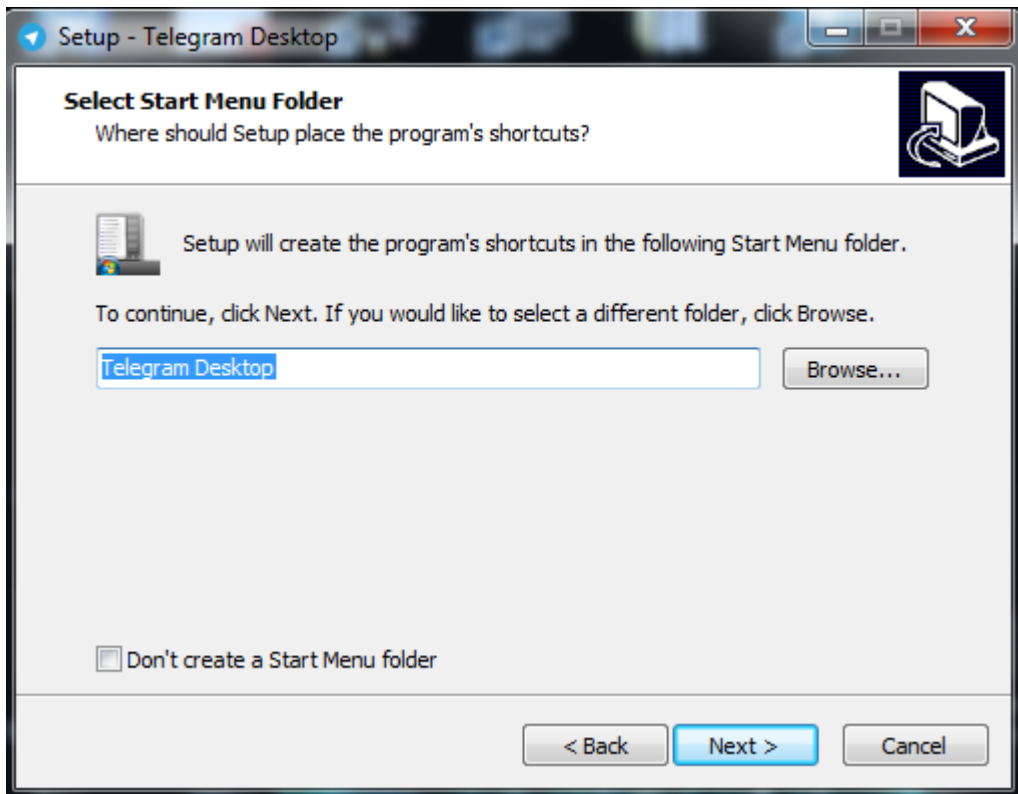 Setup - Telegram Desktop
Select Start Menu Folder
Where should Setup place the program's shortcuts?
Setup will create the program's shortcuts in the following Start Menu folder.
To continue, click Next. If you would like to select a different folder, click Browse.
Telegram Desktop
Browse...
Don't create a Start Menu folder
< Back
Next >
Cancel